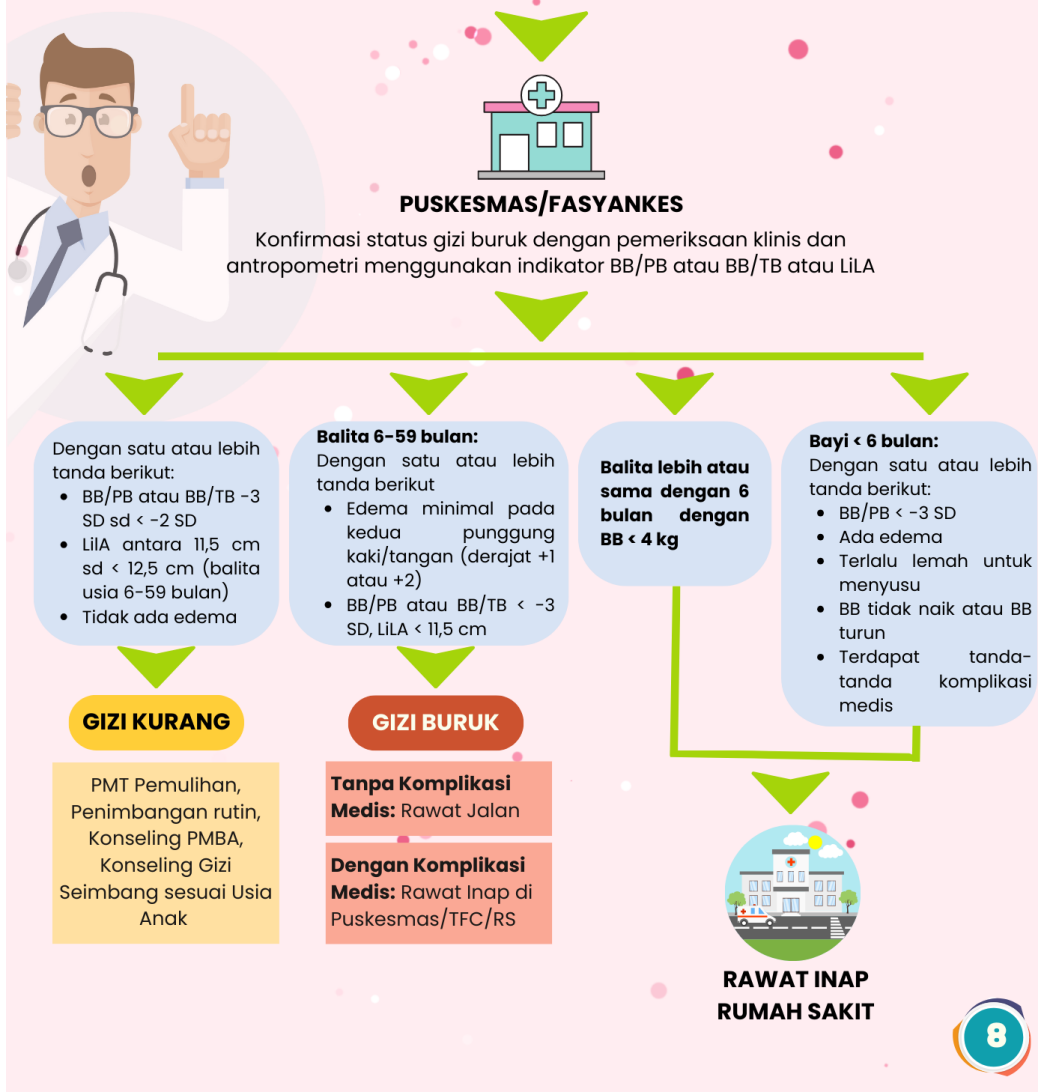 PUSKESMAS/FASYANKES
Konfirmasi status gizi buruk dengan pemeriksaan klinis dan
antropometri menggunakan indikator BB/PB atau BB/TB atau LiLA
Dengan satu atau lebih
tanda berikut:
• BB/PB atau BB/TB -3
SD sd < -2 SD
• LilA antara 11,5 cm
sd < 12,5 cm (balita
usia 6-59 bulan)
• Tidak ada edema
GIZI KURANG
PMT Pemulihan,
Penimbangan rutin,
Konseling PMBA,
Konseling Gizi
Seimbang sesuai Usia
Anak
Balita 6-59 bulan:
Dengan satu atau lebih
tanda berikut
• Edema minimal pada
kedua punggung
kaki/tangan (derajat +1
atau +2)
• BB/PB atau BB/TB < -3
SD, LiLA < 11,5 cm
GIZI BURUK
Tanpa Komplikasi
Medis: Rawat Jalan
Dengan Komplikasi
Medis: Rawat Inap di
Puskesmas/TFC/RS
Balita lebih atau
sama dengan 6
bulan dengan
BB < 4 kg
Bayi < 6 bulan:
Dengan satu atau lebih
tanda berikut:
• BB/PB < -3 SD
• Ada edema
• Terlalu lemah untuk
menyusu
• BB tidak naik atau BB
turun
• Terdapat tanda-
tanda komplikasi
medis
RAWAT INAP
RUMAH SAKIT
8